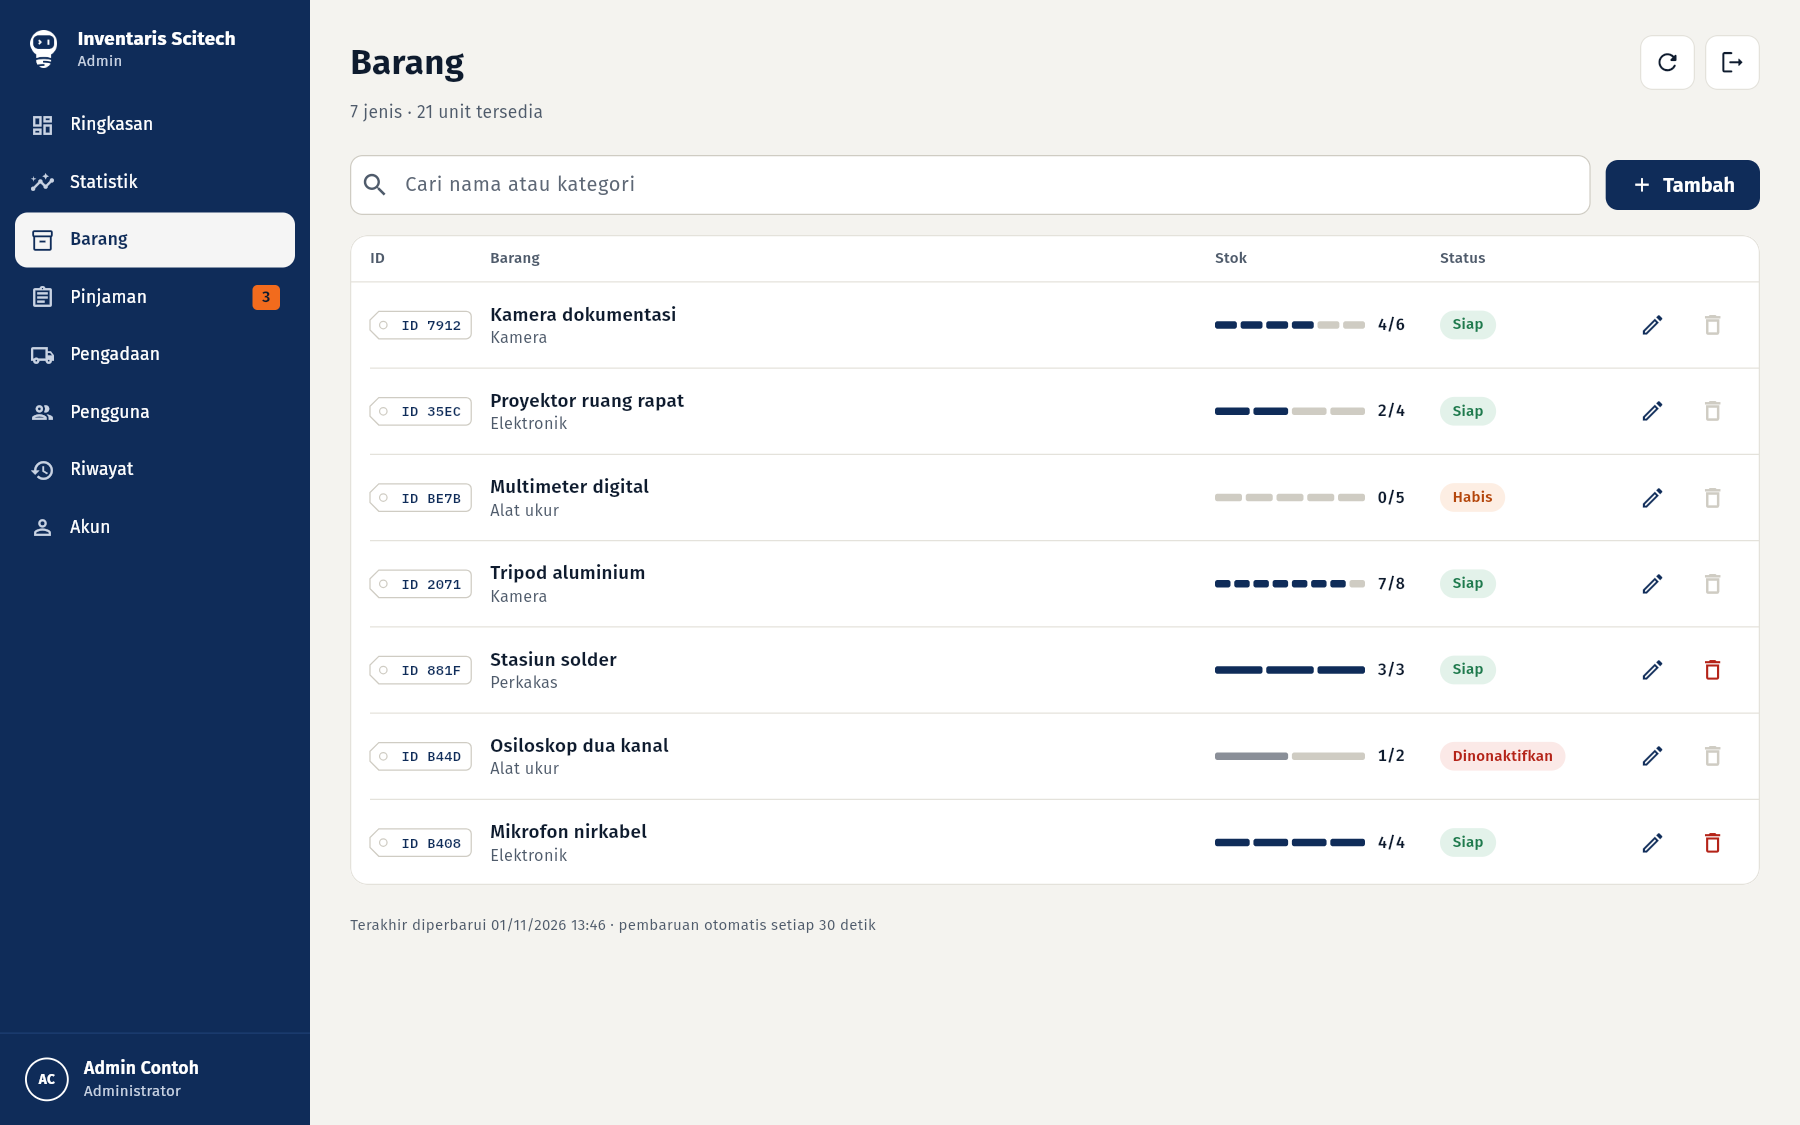 Inventaris Scitech
Admin
Ringkasan
Statistik
Barang
Pinjaman 3
Pengadaan
Pengguna
Riwayat
Akun
AC
Admin Contoh
Administrator
Barang
7 jenis · 21 unit tersedia
Cari nama atau kategori
+ Tambah
ID Barang Stok Status
ID 7912 Kamera dokumentasi 4/6 Siap
Kamera
ID 35EC Proyektor ruang rapat 2/4 Siap
Elektronik
ID BE7B Multimeter digital 0/5 Habis
Alat ukur
ID 2071 Tripod aluminium 7/8 Siap
Kamera
ID 881F Stasiun solder 3/3 Siap
Perkakas
ID B44D Osiloskop dua kanal 1/2 Dinonaktifkan
Alat ukur
ID B408 Mikrofon nirkabel 4/4 Siap
Elektronik
Terakhir diperbarui 01/11/2026 13:46 · pembaruan otomatis setiap 30 detik